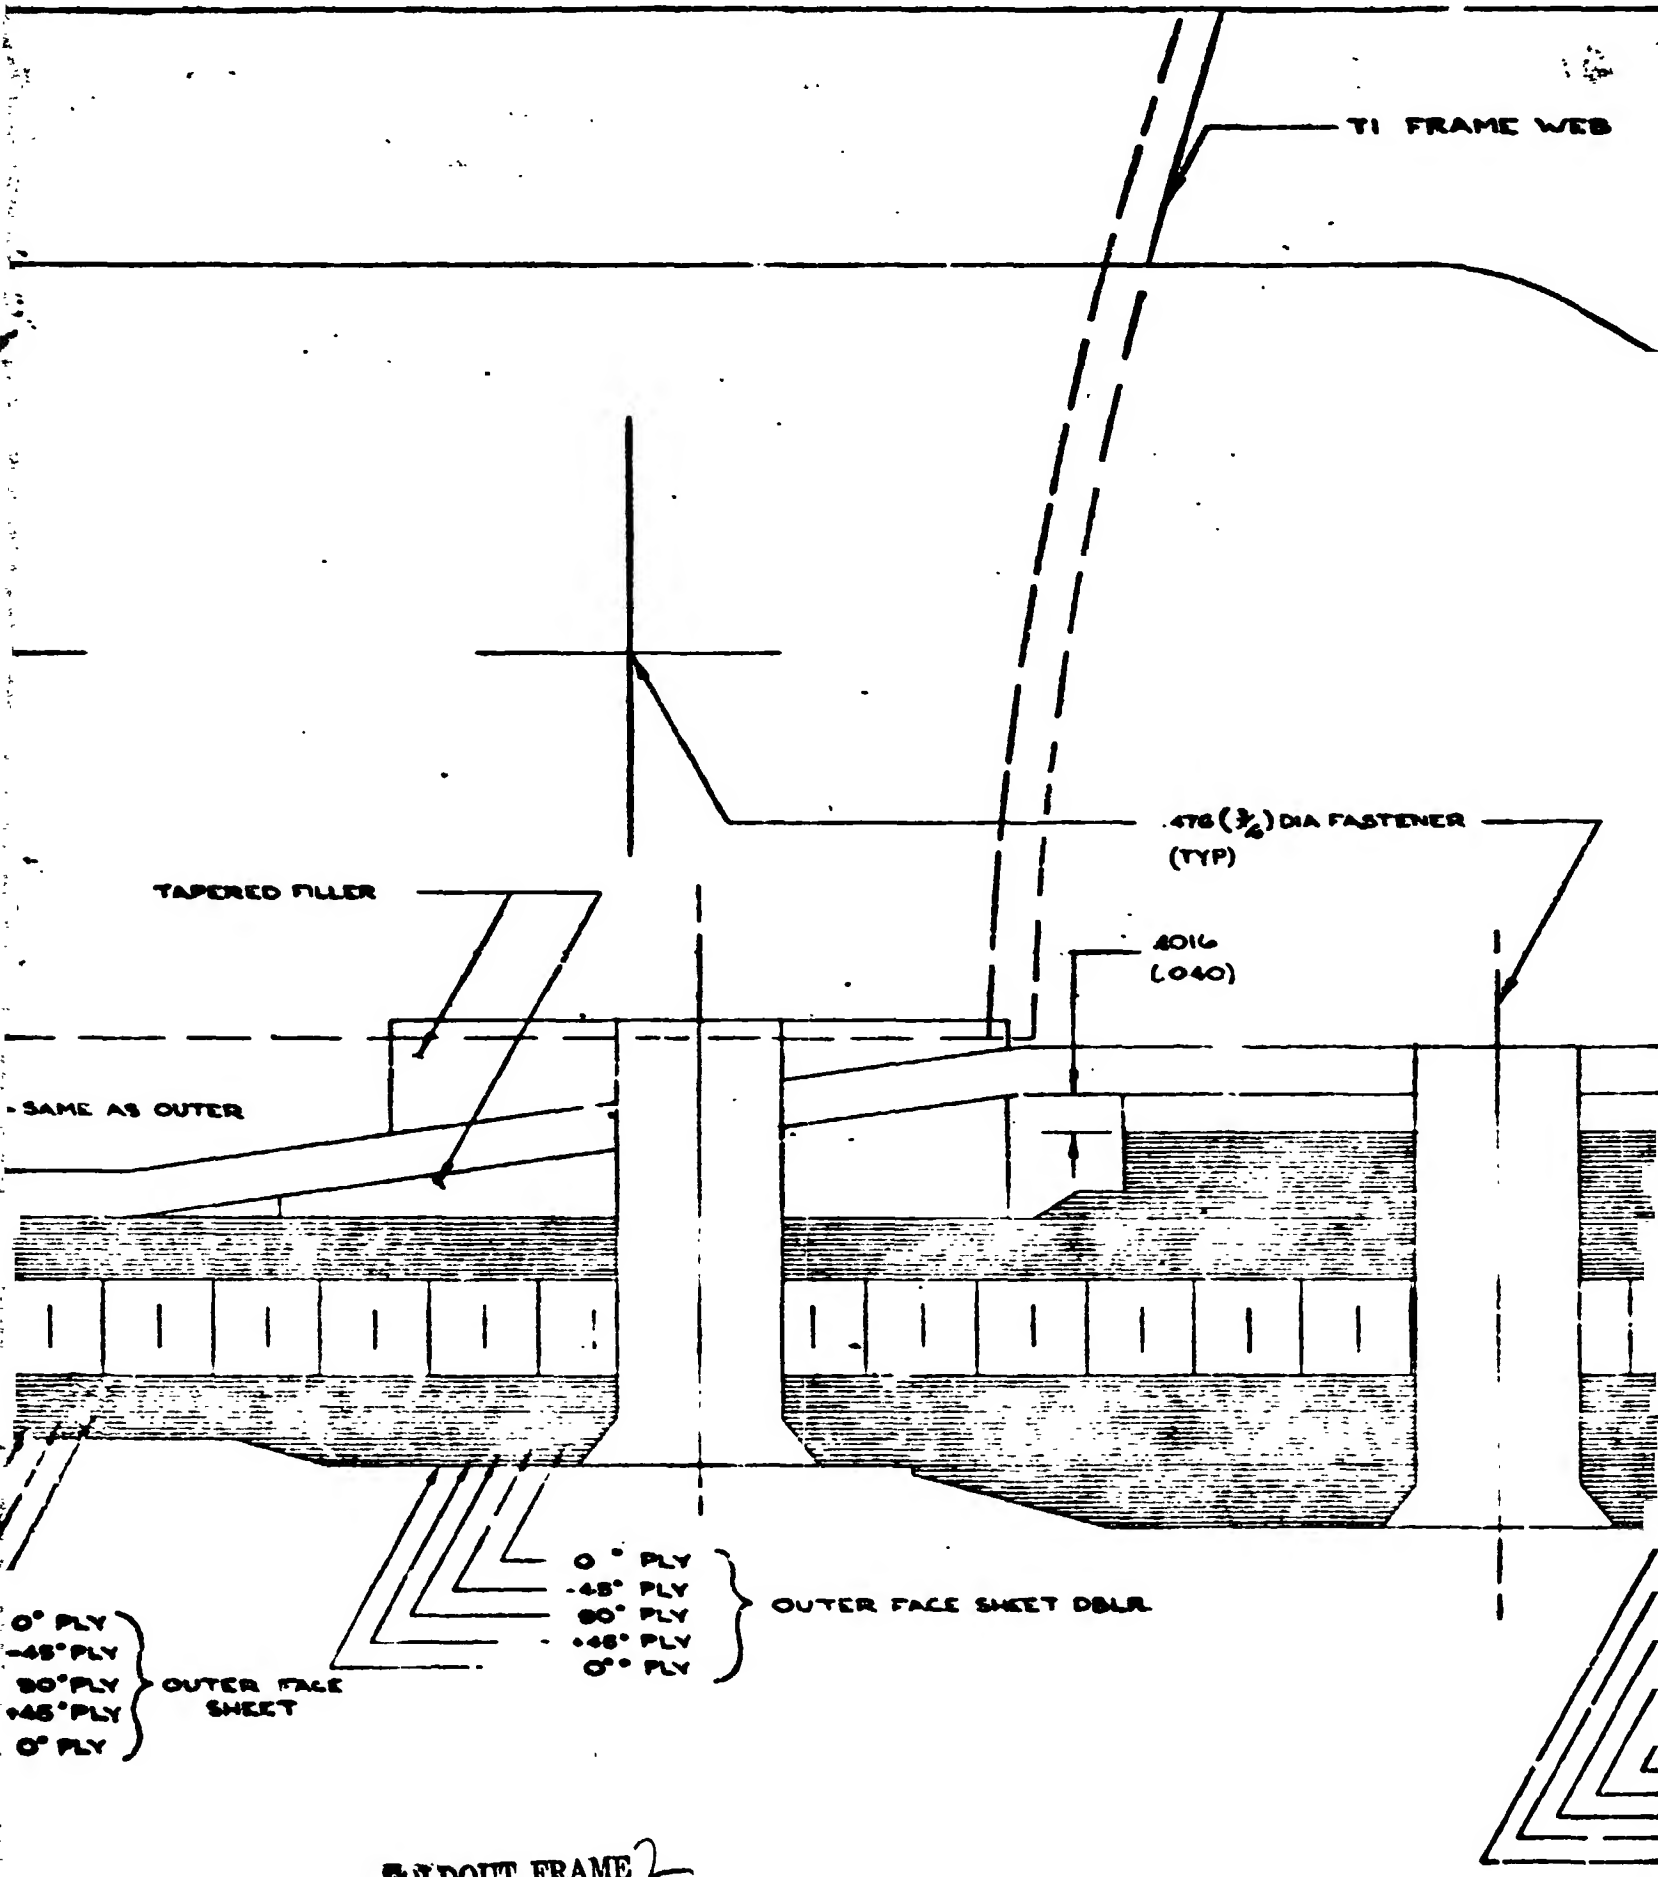 TI FRAME WEB
.476 (3/16) DIA FASTENER
(TYP)
TAPERED FILLER
.1016
(.040)
- SAME AS OUTER
0° PLY
-45° PLY
90° PLY
+45° PLY
0° PLY
OUTER FACE SHEET DBLR
0° PLY
-45° PLY
90° PLY
+45° PLY
0° PLY
OUTER FACE
SHEET
FOLDOUT FRAME 2